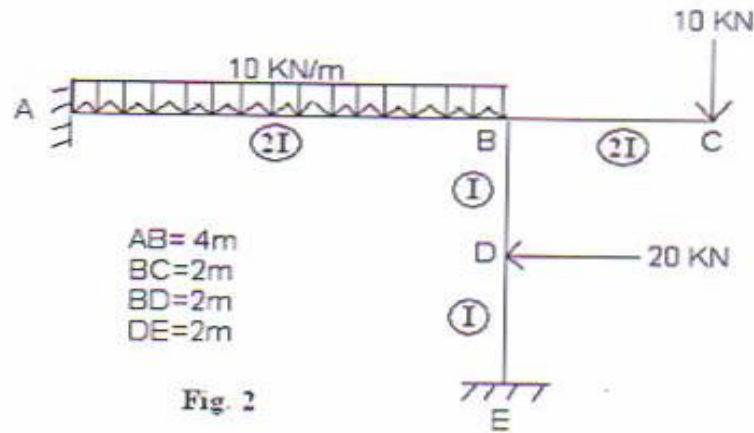 10 KN
10 KN/m
A
2I
B
2I
C
I
AB= 4m
BC=2m
BD=2m
DE=2m
D
20 KN
I
Fig. 2
E